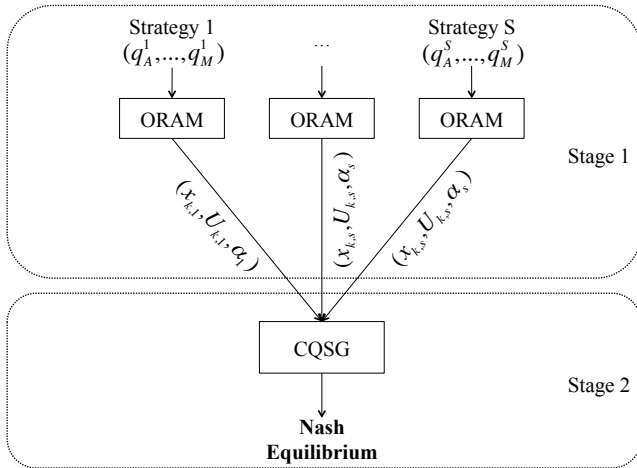 Strategy 1 ... Strategy S
(q_A^1,...,q_M^1) (q_A^S,...,q_M^S)
ORAM ORAM ORAM
Stage 1
(x_{k,1}, U_{k,1}, α_1) (x_{k,s}, U_{k,s}, α_s) (x_{k,s}, U_{k,s}, α_s)
CQSG
Stage 2
Nash
Equilibrium